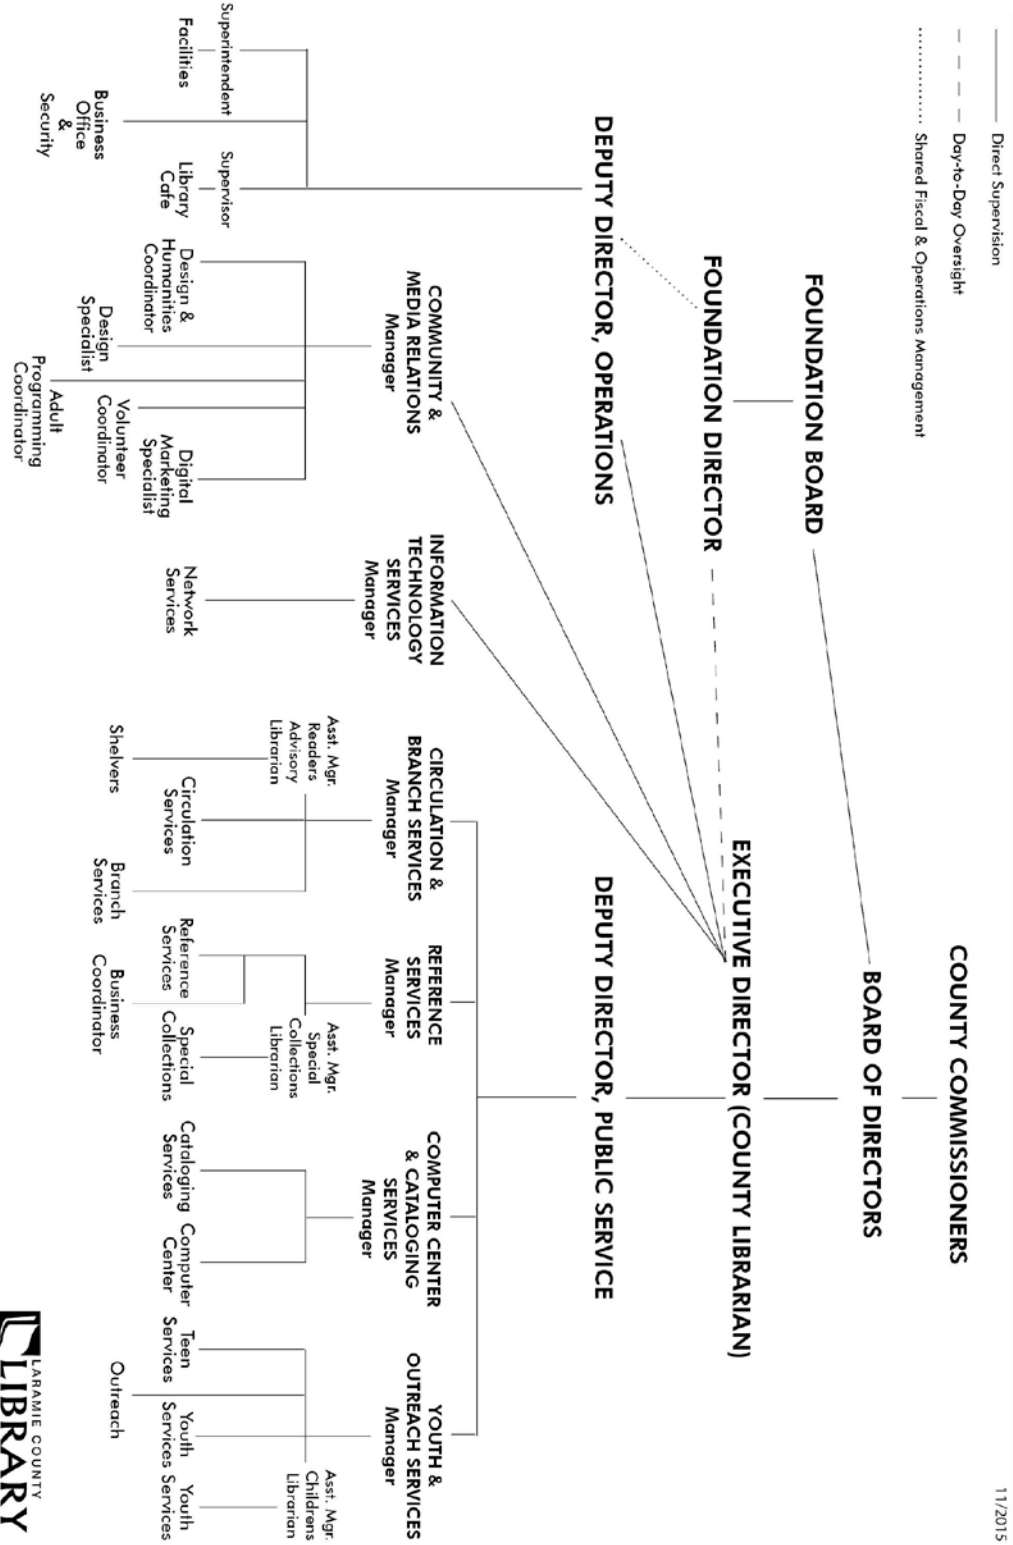 11/2015
Direct Supervision
Day-to-Day Oversight
Shared Fiscal & Operations Management
COUNTY COMMISSIONERS
BOARD OF DIRECTORS
FOUNDATION BOARD
EXECUTIVE DIRECTOR (COUNTY LIBRARIAN)
FOUNDATION DIRECTOR
DEPUTY DIRECTOR, OPERATIONS
DEPUTY DIRECTOR, PUBLIC SERVICE
COMMUNITY &
MEDIA RELATIONS
Manager
INFORMATION
TECHNOLOGY
SERVICES
Manager
CIRCULATION &
BRANCH SERVICES
Manager
REFERENCE
SERVICES
Manager
COMPUTER CENTER
& CATALOGING
SERVICES
Manager
YOUTH &
OUTREACH SERVICES
Manager
Superintendent
Facilities
Business
Office
&
Security
Supervisor
Library
Cafe
Design &
Humanities
Coordinator
Design
Specialist
Adult
Programming
Coordinator
Volunteer
Coordinator
Digital
Marketing
Specialist
Network
Services
Asst. Mgr.
Readers
Advisory
Librarian
Shelvers
Circulation
Services
Branch
Services
Reference
Services
Business
Coordinator
Asst. Mgr.
Special
Collections
Librarian
Special
Collections
Cataloging
Services
Computer
Center
Teen
Services
Outreach
Youth
Services
Asst. Mgr.
Childrens
Librarian
Youth
Services
LARAMIE COUNTY
LIBRARY